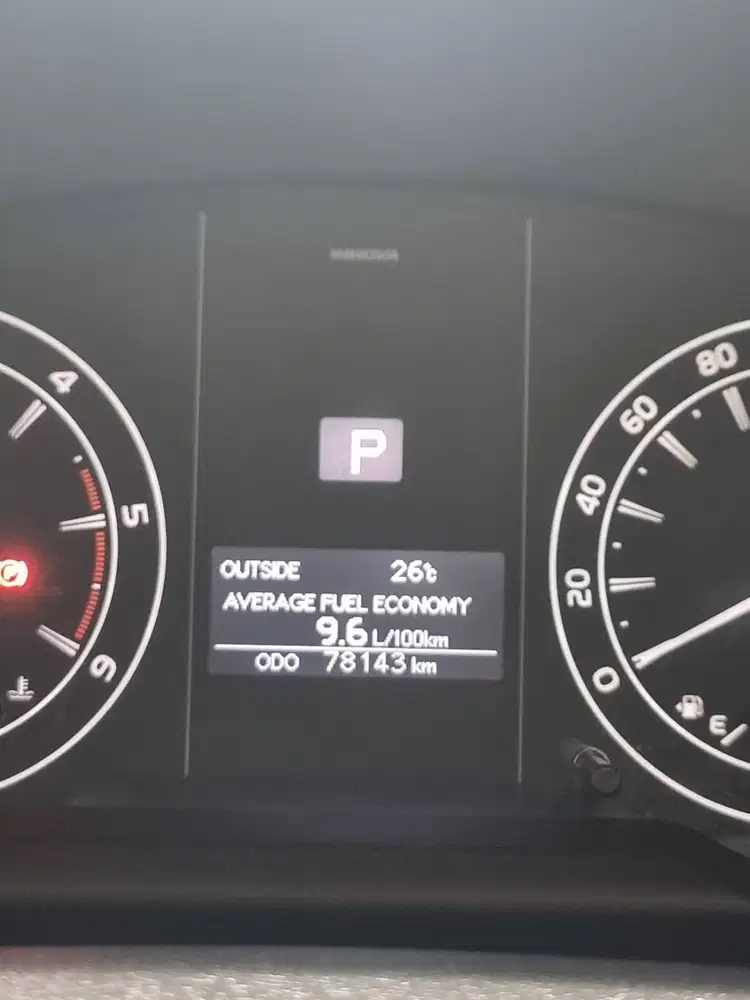 80
4
60
P
40
5
OUTSIDE 26℃
20
AVERAGE FUEL ECONOMY
9.6 L/100km
ODO 78143 km
6
0
E